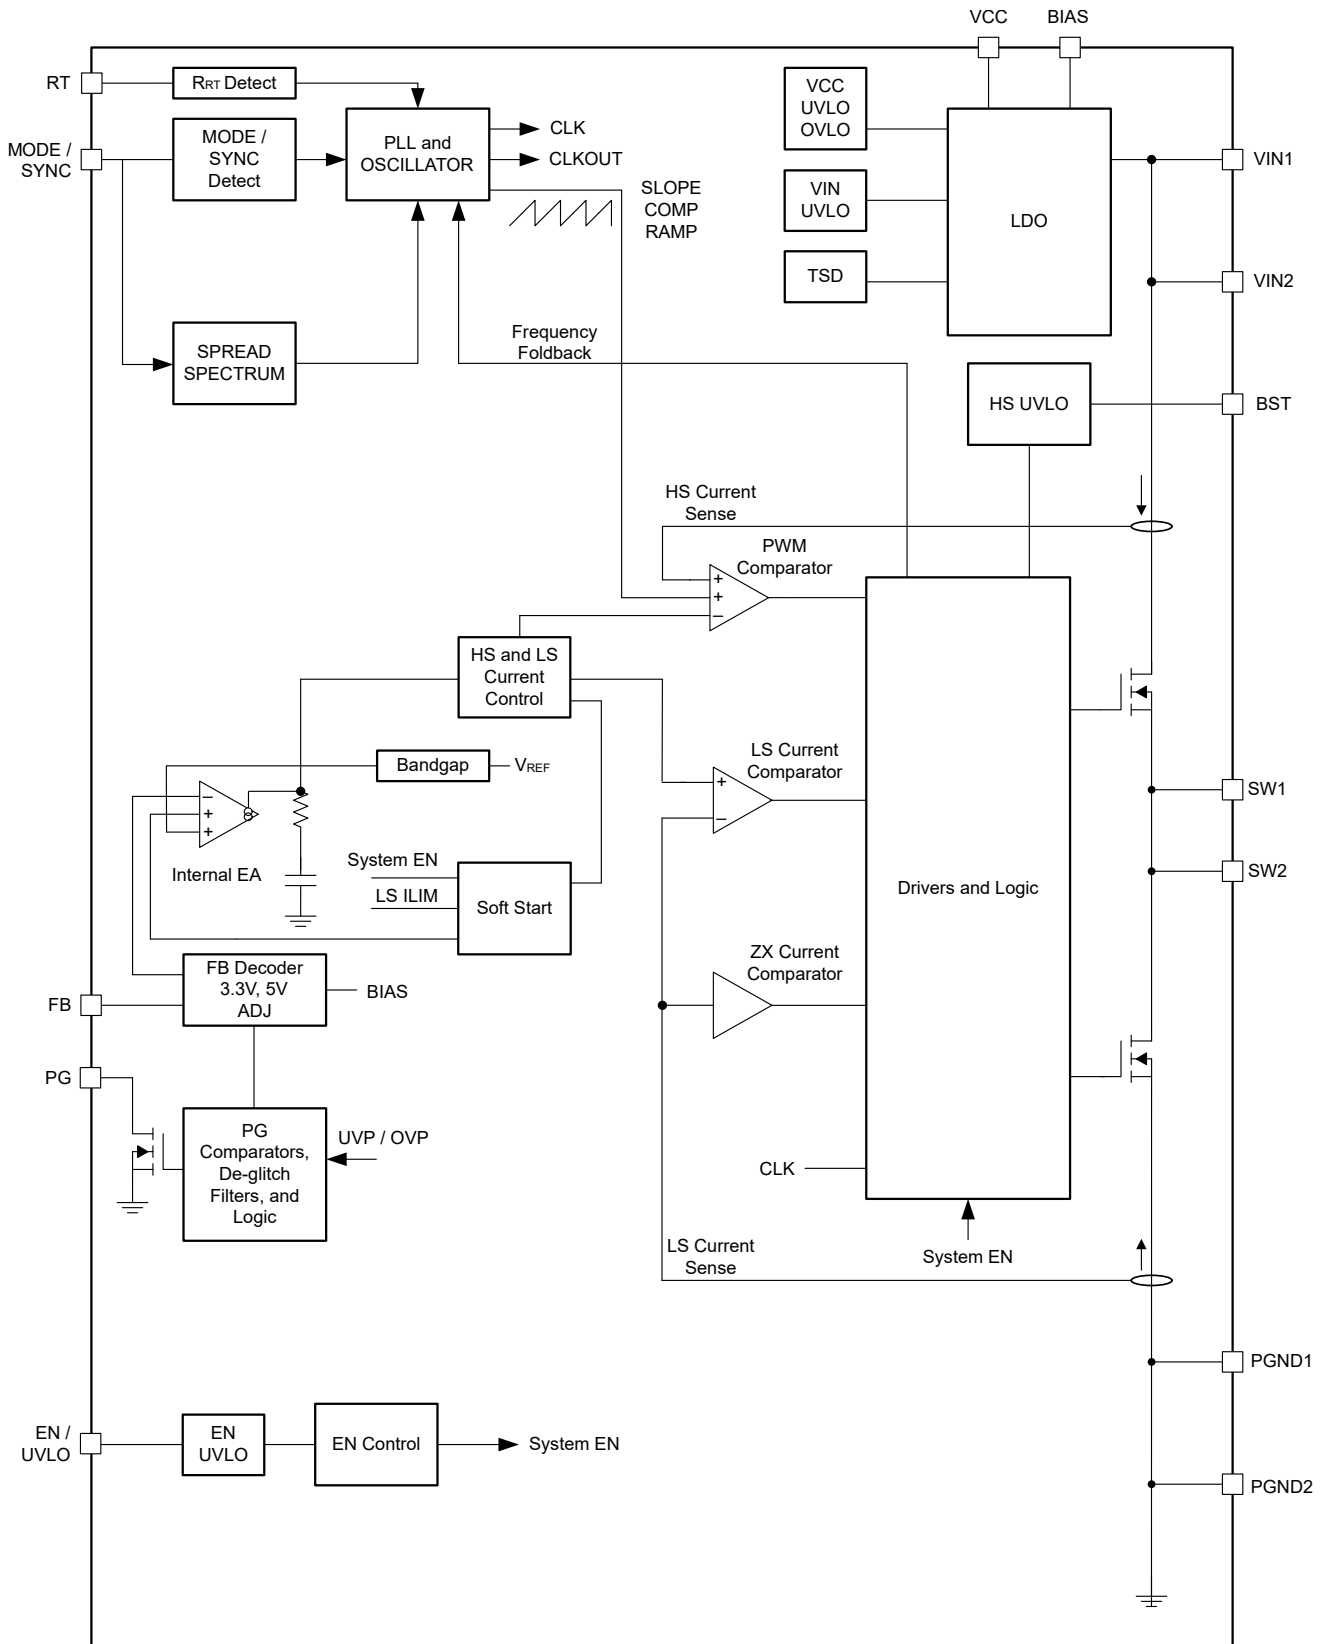 VCC
BIAS
RT
RRT Detect
MODE /
SYNC
MODE /
SYNC
Detect
PLL and
OSCILLATOR
CLK
CLKOUT
SLOPE
COMP
RAMP
VCC
UVLO
OVLO
VIN
UVLO
TSD
LDO
VIN1
VIN2
SPREAD
SPECTRUM
Frequency
Foldback
HS UVLO
BST
HS Current
Sense
PWM
Comparator
+
+
–
HS and LS
Current
Control
Bandgap
VREF
–
+
+
Internal EA
LS Current
Comparator
+
–
SW1
SW2
System EN
LS ILIM
Soft Start
Drivers and Logic
ZX Current
Comparator
FB Decoder
3.3V, 5V
ADJ
BIAS
FB
PG
PG
Comparators,
De-glitch
Filters, and
Logic
UVP / OVP
CLK
System EN
LS Current
Sense
PGND1
EN /
UVLO
EN
UVLO
EN Control
System EN
PGND2